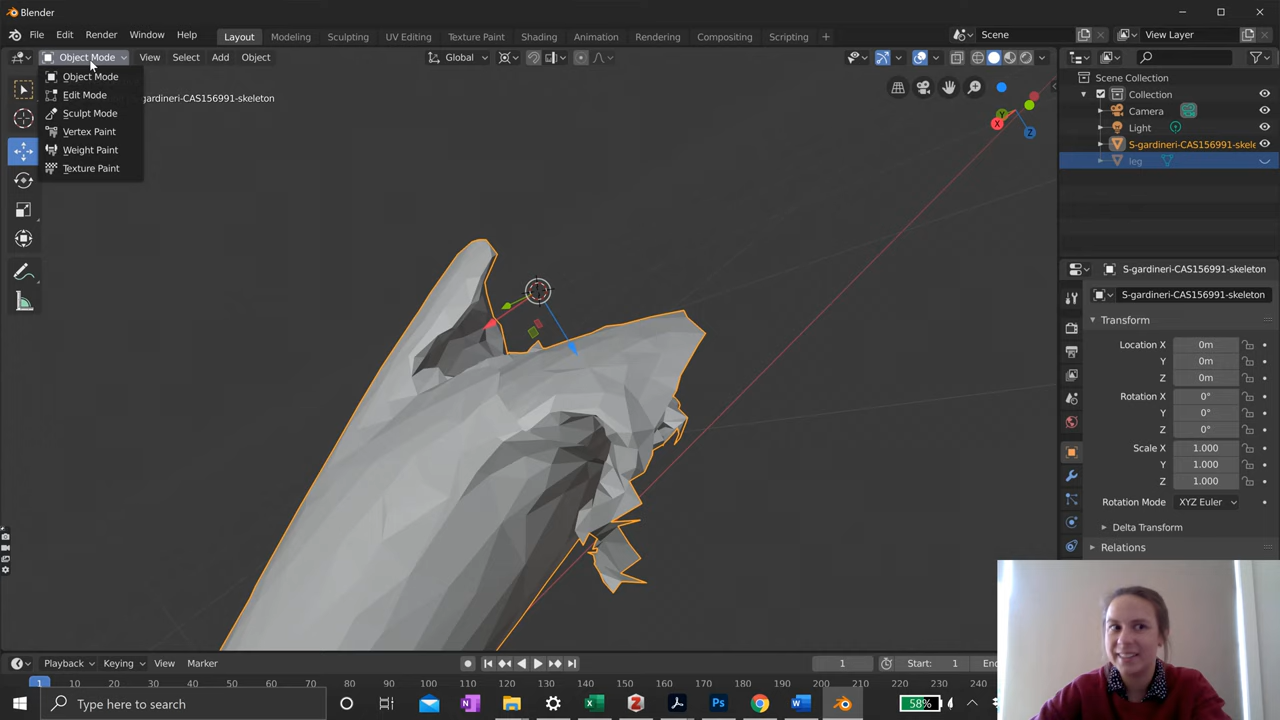 Blender
File Edit Render Window Help Layout Modeling Sculpting UV Editing Texture Paint Shading Animation Rendering Compositing Scripting Scene View Layer
Object Mode View Select Add Object Global
Object Mode
Edit Mode
Sculpt Mode
Vertex Paint
Weight Paint
Texture Paint
gardineri-CAS156991-skeleton
X Y Z
Scene Collection
Collection
Camera
Light
S-gardineri-CAS156991-skele
leg
S-gardineri-CAS156991-skeleton
S-gardineri-CAS156991-skeleton
Transform
Location X 0m
Y 0m
Z 0m
Rotation X 0°
Y 0°
Z 0°
Scale X 1.000
Y 1.000
Z 1.000
Rotation Mode XYZ Euler
Delta Transform
Relations
Playback Keying View Marker 1 Start: 1 En
1 10 20 30 40 50 60 70 80 90 100 110 120 130 140 150 160 170 180 190 200 210
Type here to search 58%